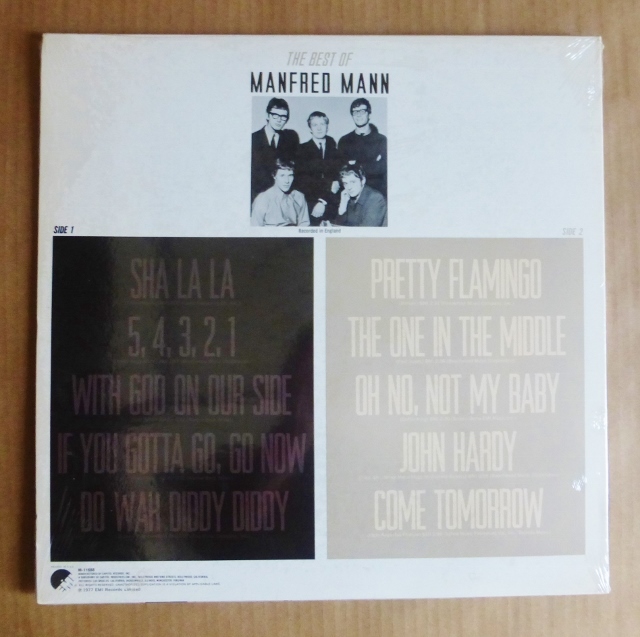 THE BEST OF
MANFRED MANN
Recorded in England
SIDE 1
SIDE 2
SHA LA LA
5, 4, 3, 2, 1
WITH GOD ON OUR SIDE
IF YOU GOTTA GO, GO NOW
DO WAH DIDDY DIDDY
PRETTY FLAMINGO
THE ONE IN THE MIDDLE
OH NO, NOT MY BABY
JOHN HARDY
COME TOMORROW